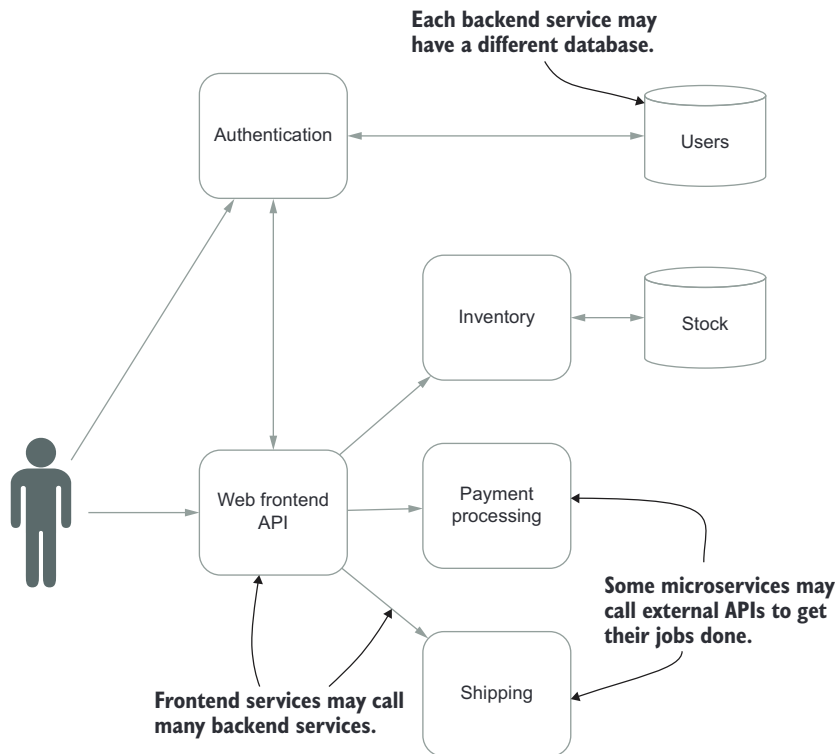 Each backend service may
have a different database.
Authentication
Users
Inventory
Stock
Web frontend
API
Payment
processing
Some microservices may
call external APIs to get
their jobs done.
Shipping
Frontend services may call
many backend services.